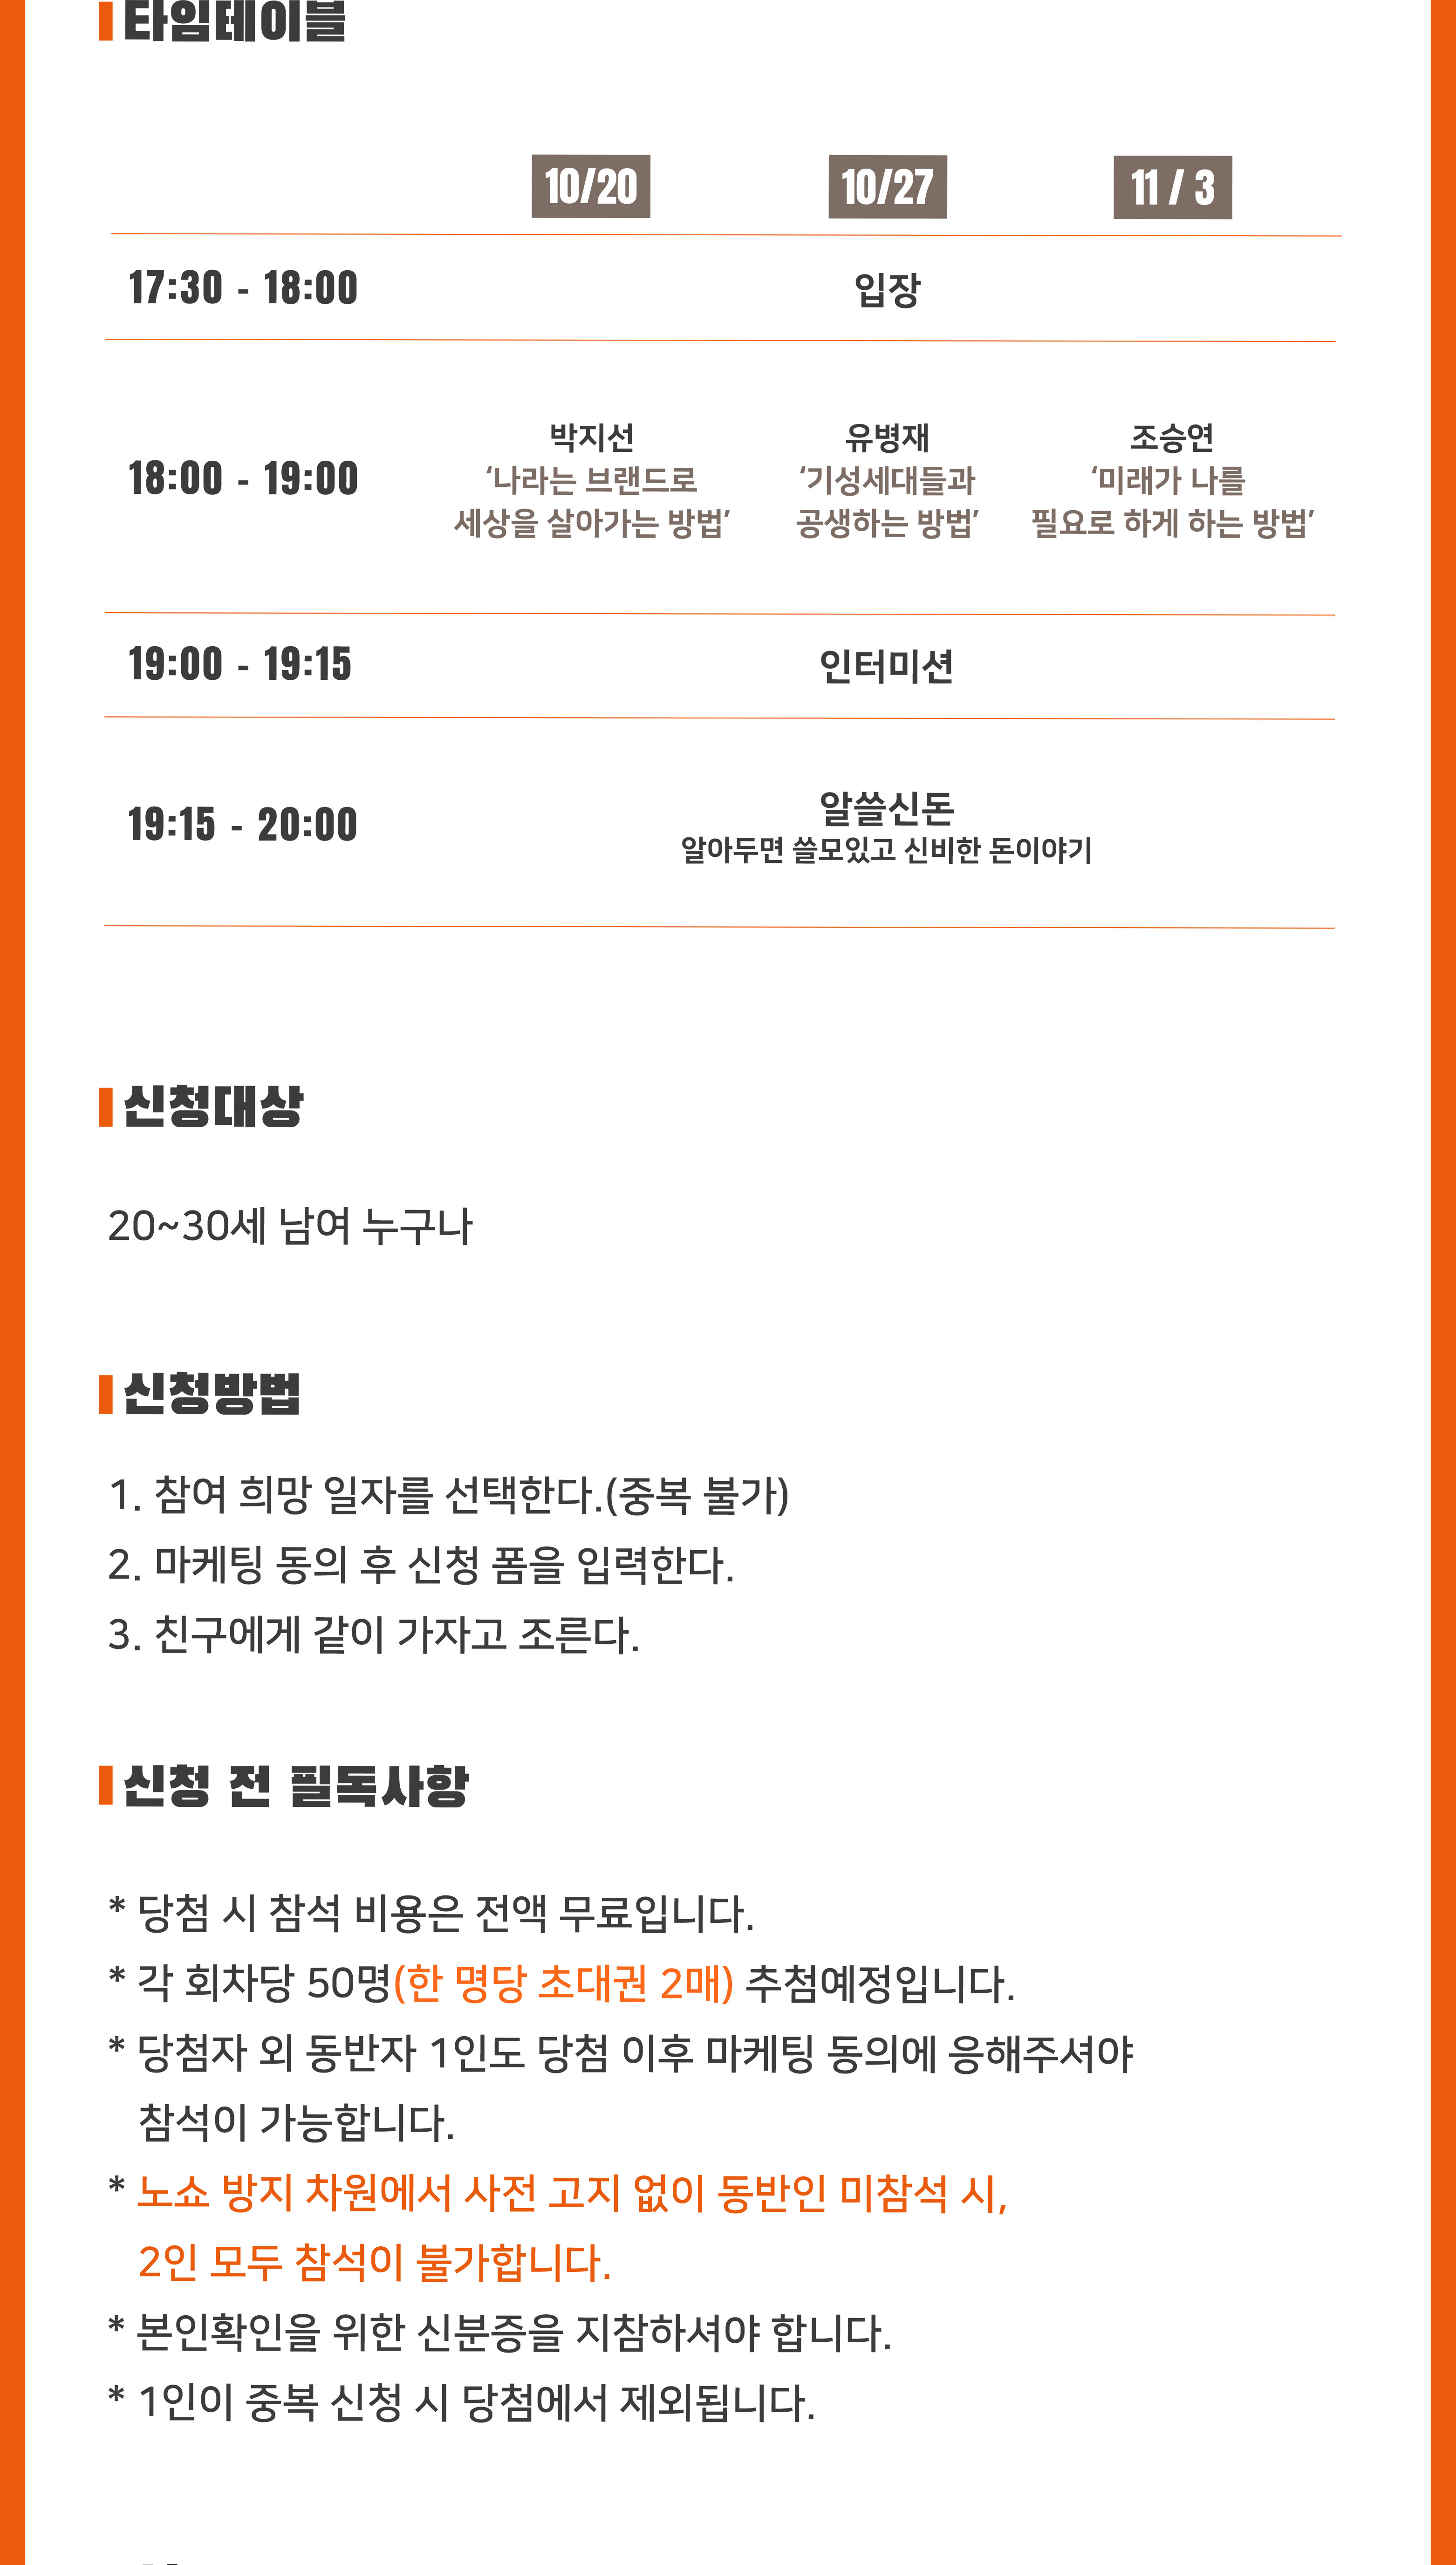 타임테이블
10/20 10/27 11 / 3
17:30 - 18:00 입장
박지선 유병재 조승연
18:00 - 19:00 ‘나라는 브랜드로 ‘기성세대들과 ‘미래가 나를
세상을 살아가는 방법’ 공생하는 방법’ 필요로 하게 하는 방법’
19:00 - 19:15 인터미션
19:15 - 20:00 알쓸신돈
알아두면 쓸모있고 신비한 돈이야기
신청대상
20~30세 남여 누구나
신청방법
1. 참여 희망 일자를 선택한다.(중복 불가)
2. 마케팅 동의 후 신청 폼을 입력한다.
3. 친구에게 같이 가자고 조른다.
신청 전 필독사항
* 당첨 시 참석 비용은 전액 무료입니다.
* 각 회차당 50명(한 명당 초대권 2매) 추첨예정입니다.
* 당첨자 외 동반자 1인도 당첨 이후 마케팅 동의에 응해주셔야
참석이 가능합니다.
* 노쇼 방지 차원에서 사전 고지 없이 동반인 미참석 시,
2인 모두 참석이 불가합니다.
* 본인확인을 위한 신분증을 지참하셔야 합니다.
* 1인이 중복 신청 시 당첨에서 제외됩니다.